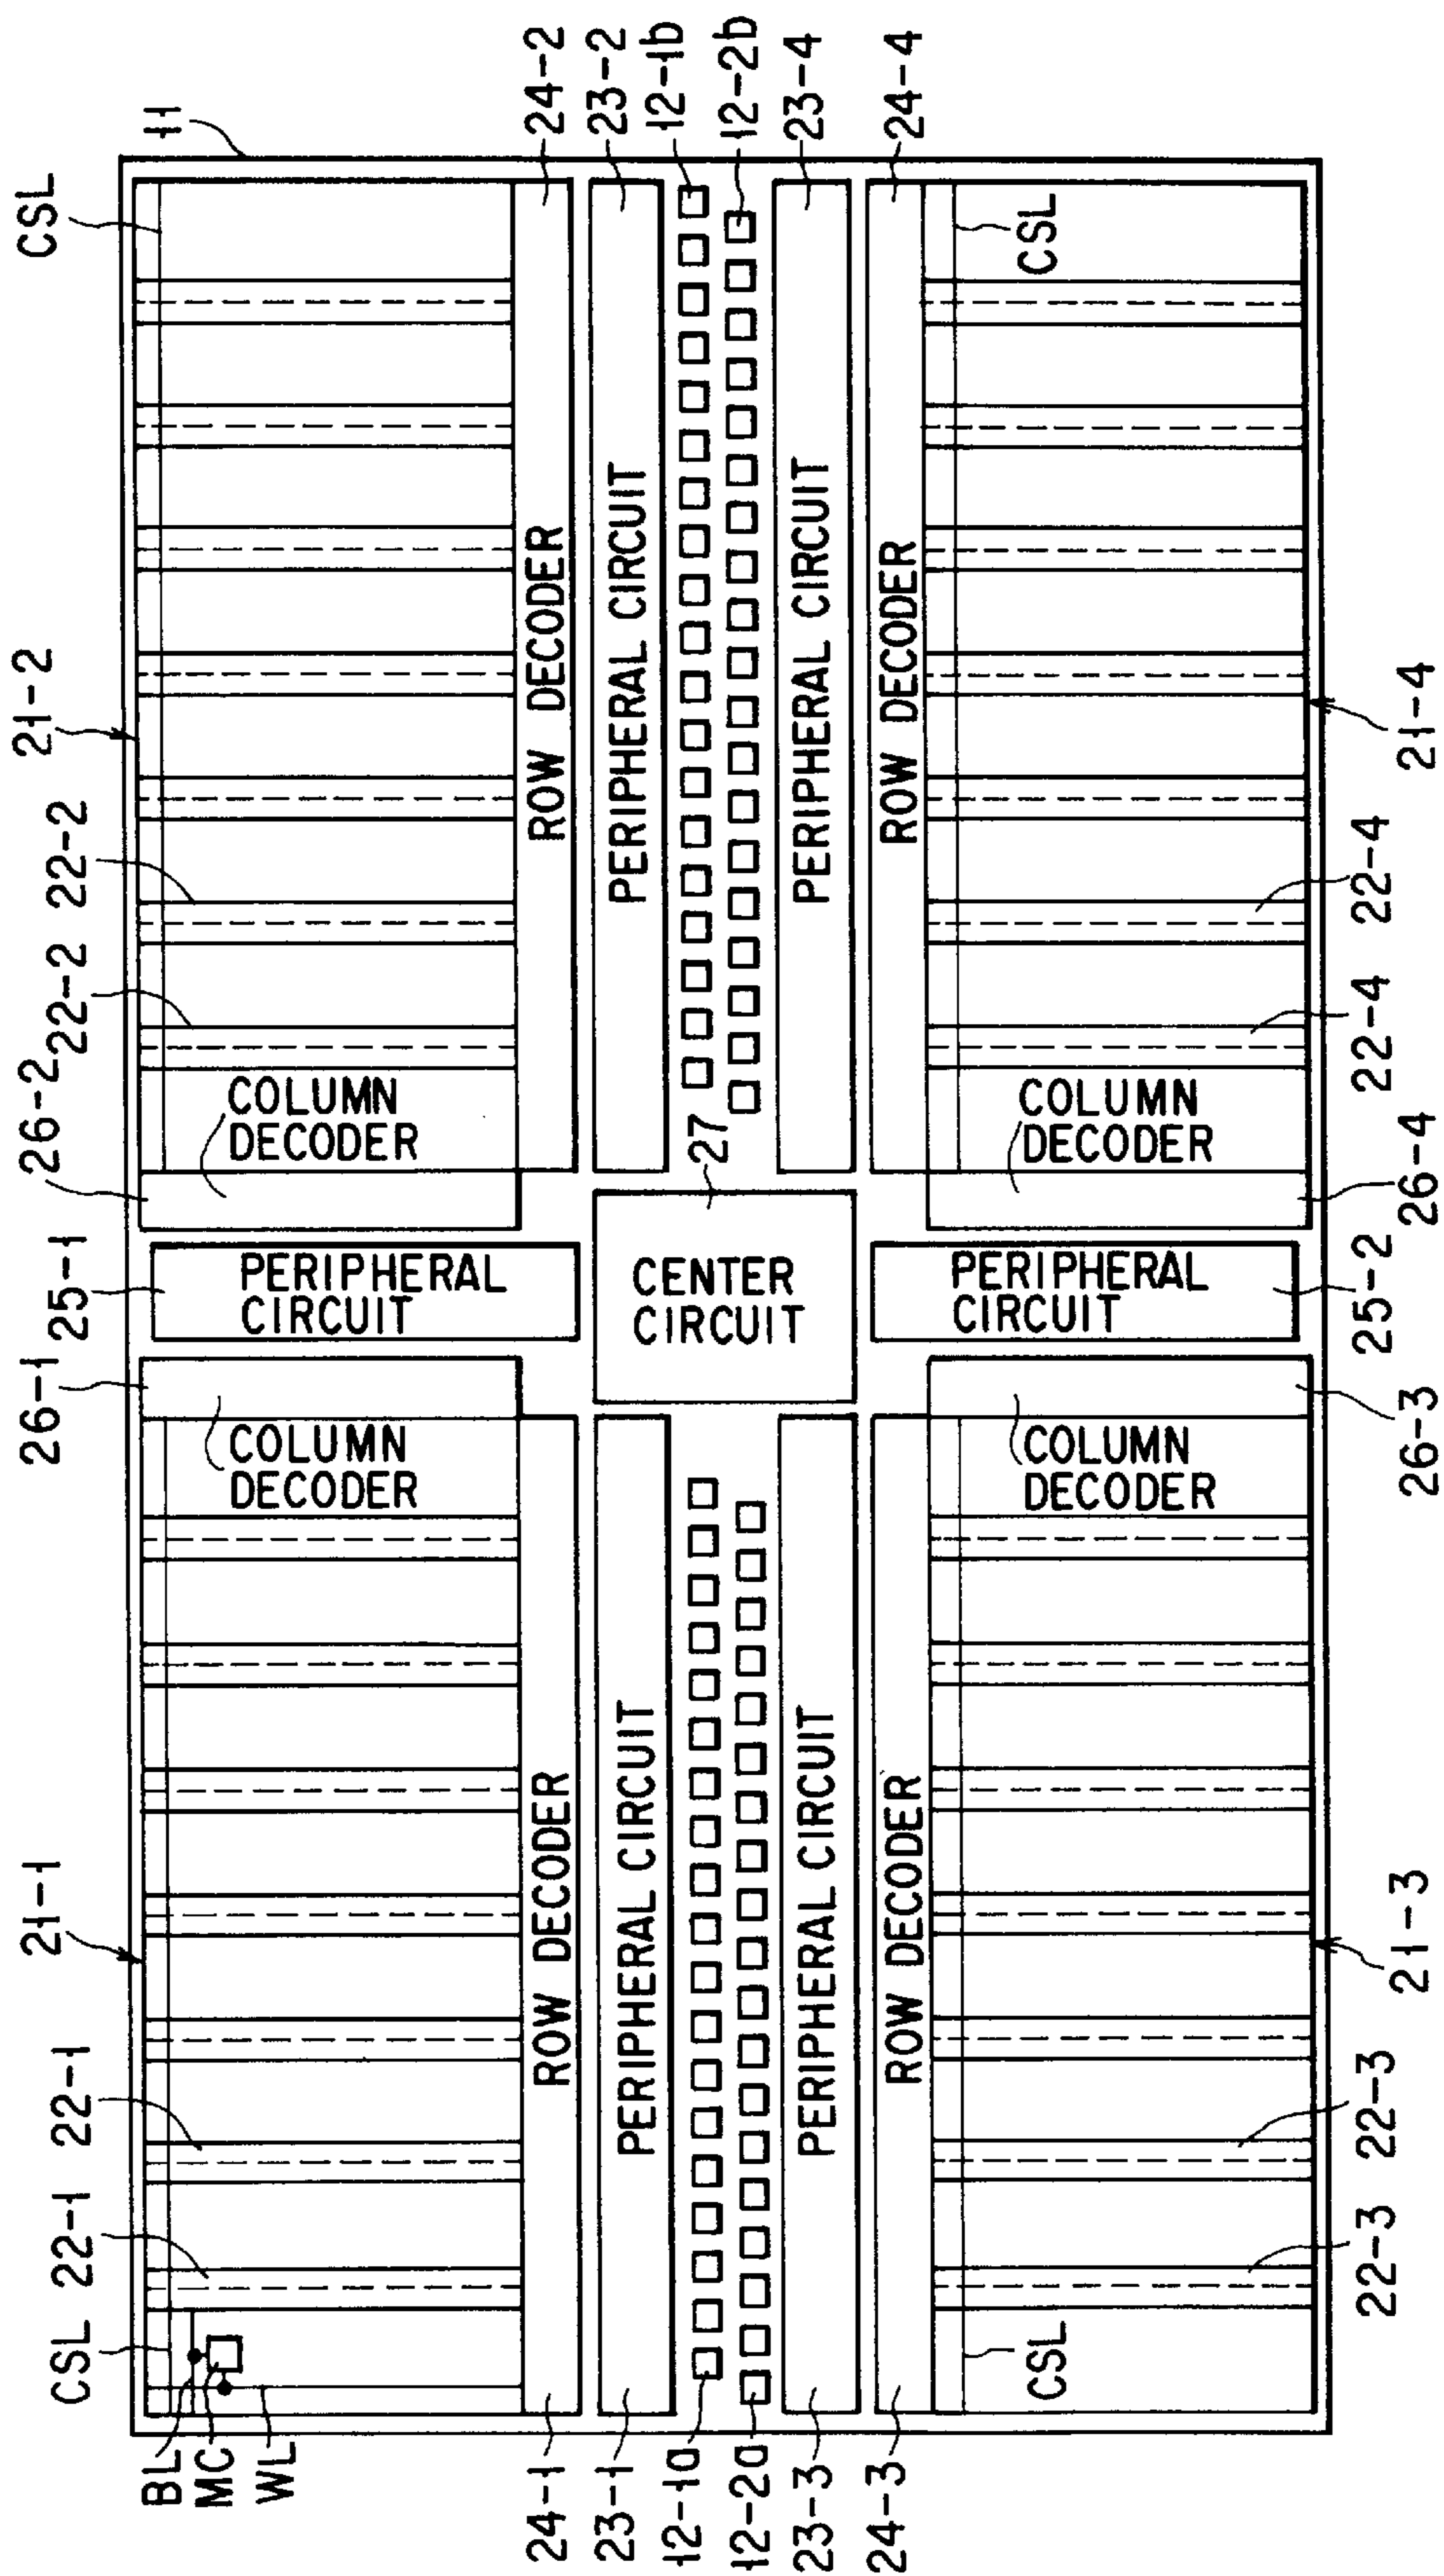 11
CSL
21-2
22-2
22-2
26-2
25-1
26-1
21-1
22-1
22-1
CSL
BL
MC
WL
24-2
23-2
12-1b
12-2b
23-4
24-4
COLUMN
DECODER
ROW DECODER
PERIPHERAL CIRCUIT
PERIPHERAL CIRCUIT
ROW DECODER
CSL
COLUMN
DECODER
27
PERIPHERAL
CIRCUIT
CENTER
CIRCUIT
PERIPHERAL
CIRCUIT
COLUMN
DECODER
ROW DECODER
PERIPHERAL CIRCUIT
PERIPHERAL CIRCUIT
ROW DECODER
COLUMN
DECODER
CSL
24-1
23-1
12-1a
12-2a
23-3
24-3
21-4
22-4
22-4
26-4
25-2
26-3
21-3
22-3
22-3